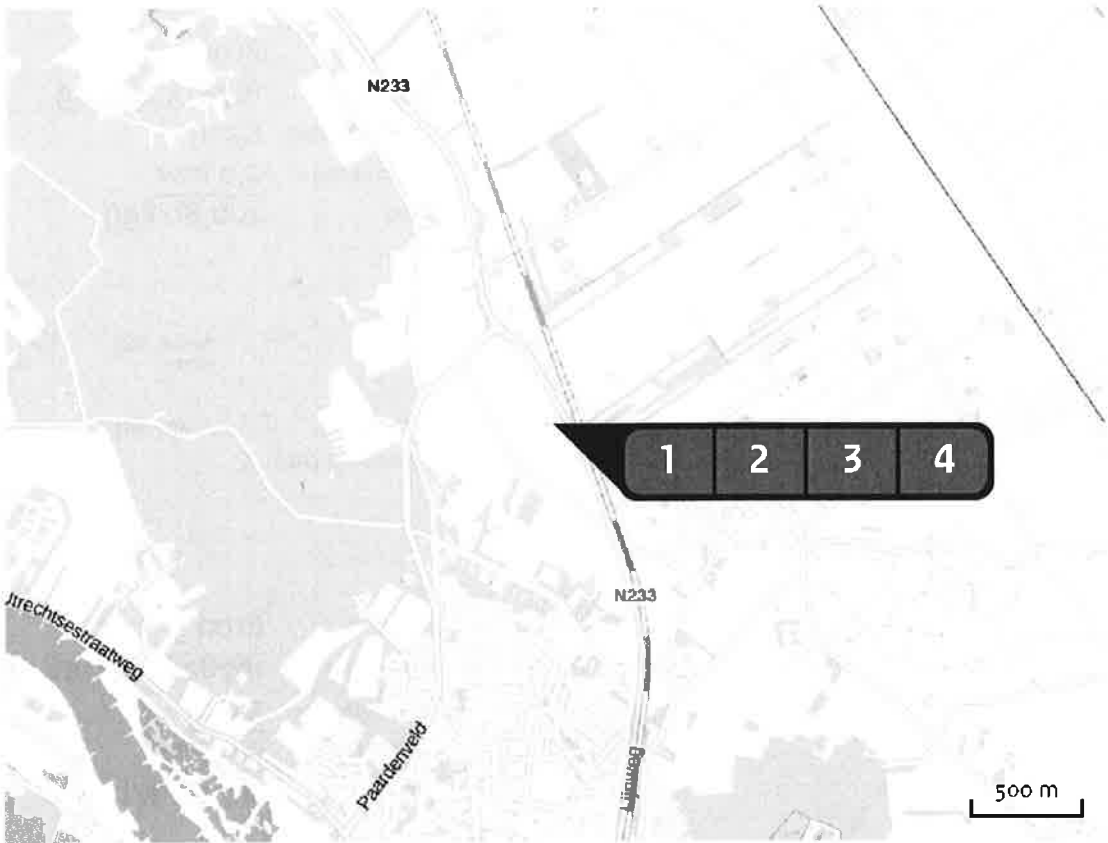 N233
1 2 3 4
N233
Utrechtsestraatweg
Paardenveld
Lijnweg
500 m